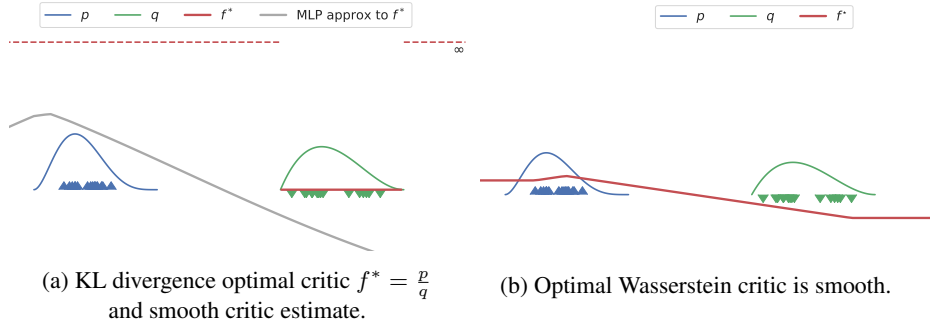 p q f* MLP approx to f*
∞
p q f*
(a) KL divergence optimal critic f* = p/q
and smooth critic estimate.
(b) Optimal Wasserstein critic is smooth.